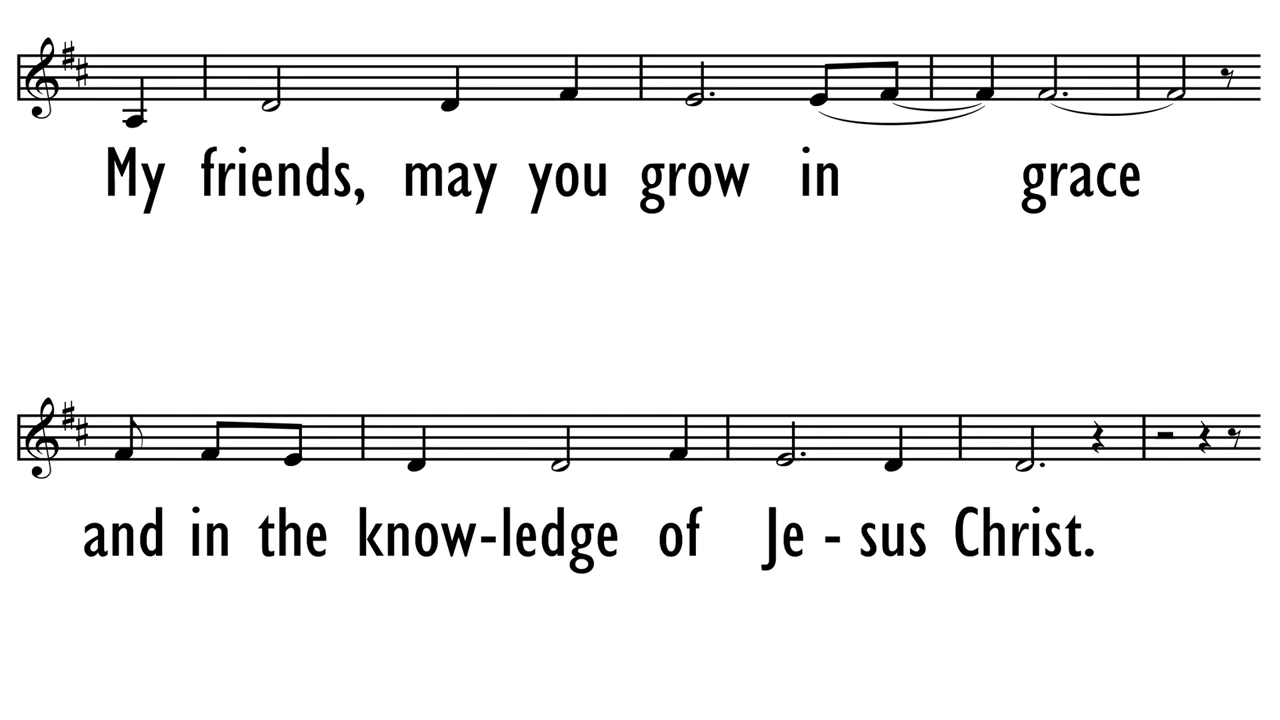 My friends, may you grow in grace
and in the know-ledge of Je - sus Christ.